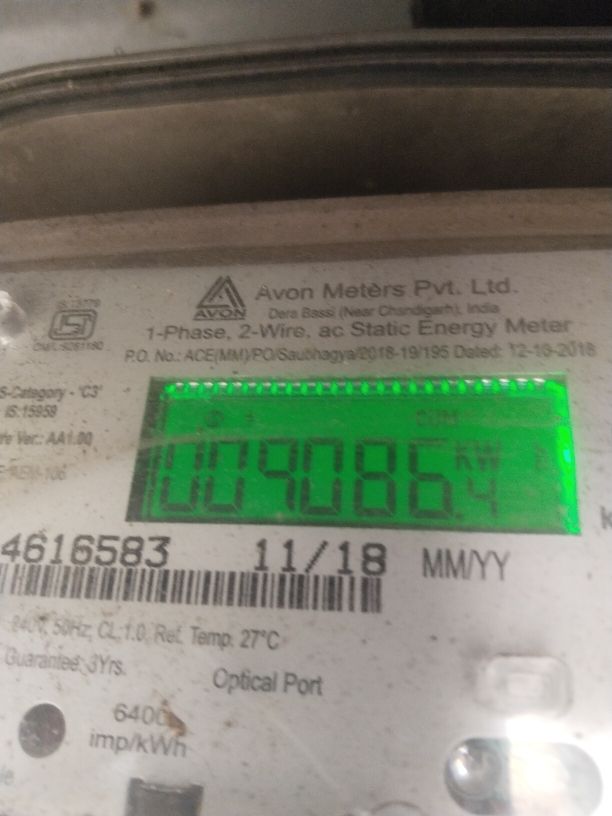 Avon Meters Pvt. Ltd.
AVON
Dera Bassi (Near Chandigarh), India
1-Phase, 2-Wire, ac Static Energy Meter
P.O. No.: ACE(MM)/PO/Saubhagya/2018-19/195 Dated: 12-10-2018
S-Category - 'C3'
IS:15959
Ver.: AA1.00
CUM
009086.4 KW
4616583 11/18 MM/YY
240V, 50Hz, CL:1.0, Ref. Temp. 27°C
Guarantee: 3Yrs.
Optical Port
6400
imp/kWh